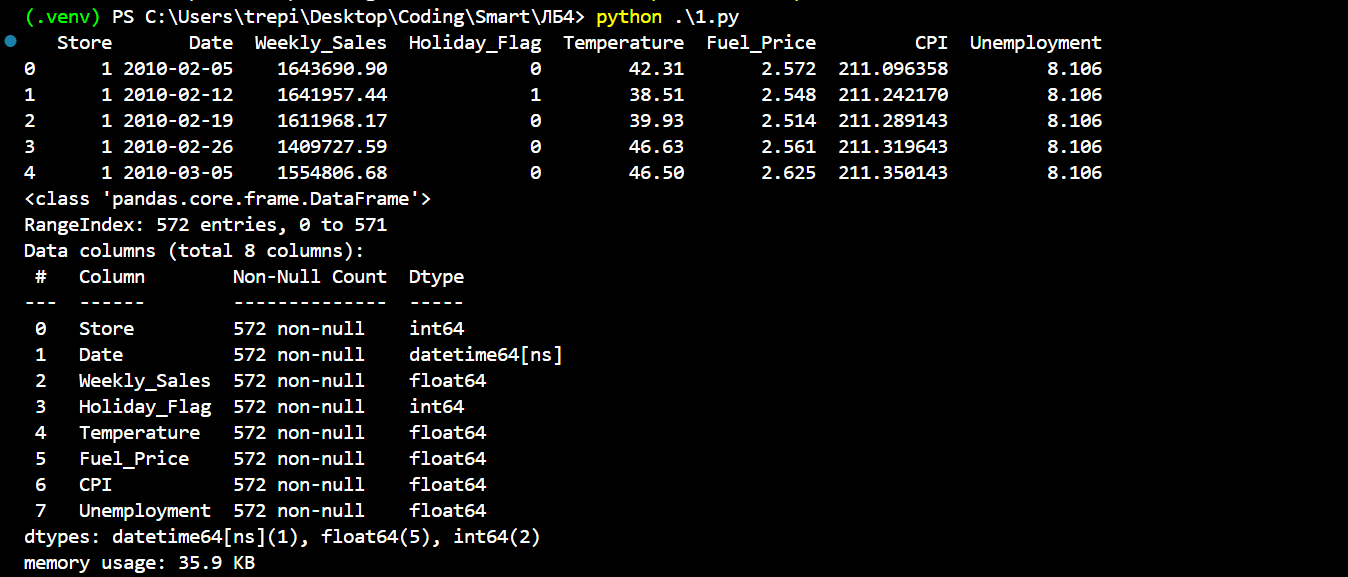 (.venv) PS C:\Users\trepi\Desktop\Coding\Smart\ЛБ4> python .\1.py
   Store       Date  Weekly_Sales  Holiday_Flag  Temperature  Fuel_Price         CPI  Unemployment
0      1 2010-02-05    1643690.90             0        42.31       2.572  211.096358         8.106
1      1 2010-02-12    1641957.44             1        38.51       2.548  211.242170         8.106
2      1 2010-02-19    1611968.17             0        39.93       2.514  211.289143         8.106
3      1 2010-02-26    1409727.59             0        46.63       2.561  211.319643         8.106
4      1 2010-03-05    1554806.68             0        46.50       2.625  211.350143         8.106
<class 'pandas.core.frame.DataFrame'>
RangeIndex: 572 entries, 0 to 571
Data columns (total 8 columns):
 #   Column        Non-Null Count  Dtype
---  ------        --------------  -----
 0   Store         572 non-null    int64
 1   Date          572 non-null    datetime64[ns]
 2   Weekly_Sales  572 non-null    float64
 3   Holiday_Flag  572 non-null    int64
 4   Temperature   572 non-null    float64
 5   Fuel_Price    572 non-null    float64
 6   CPI           572 non-null    float64
 7   Unemployment  572 non-null    float64
dtypes: datetime64[ns](1), float64(5), int64(2)
memory usage: 35.9 KB